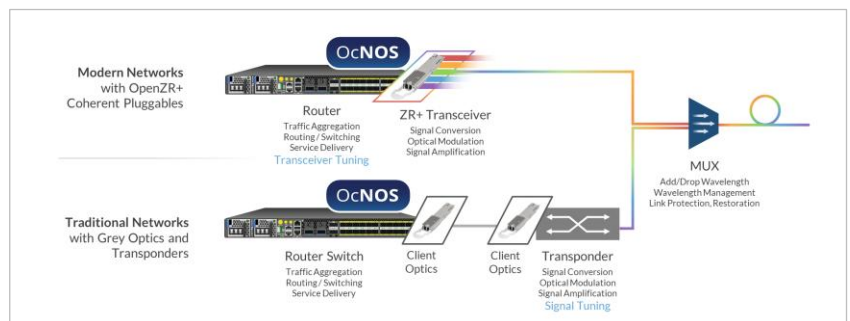 OcNOS
Modern Networks
with OpenZR+
Coherent Pluggables
Router
Traffic Aggregation
Routing / Switching
Service Delivery
Transceiver Tuning
ZR+ Transceiver
Signal Conversion
Optical Modulation
Signal Amplification
MUX
Add/Drop Wavelength
Wavelength Management
Link Protection, Restoration
OcNOS
Traditional Networks
with Grey Optics and
Transponders
Router Switch
Traffic Aggregation
Routing / Switching
Service Delivery
Client
Optics
Client
Optics
Transponder
Signal Conversion
Optical Modulation
Signal Amplification
Signal Tuning